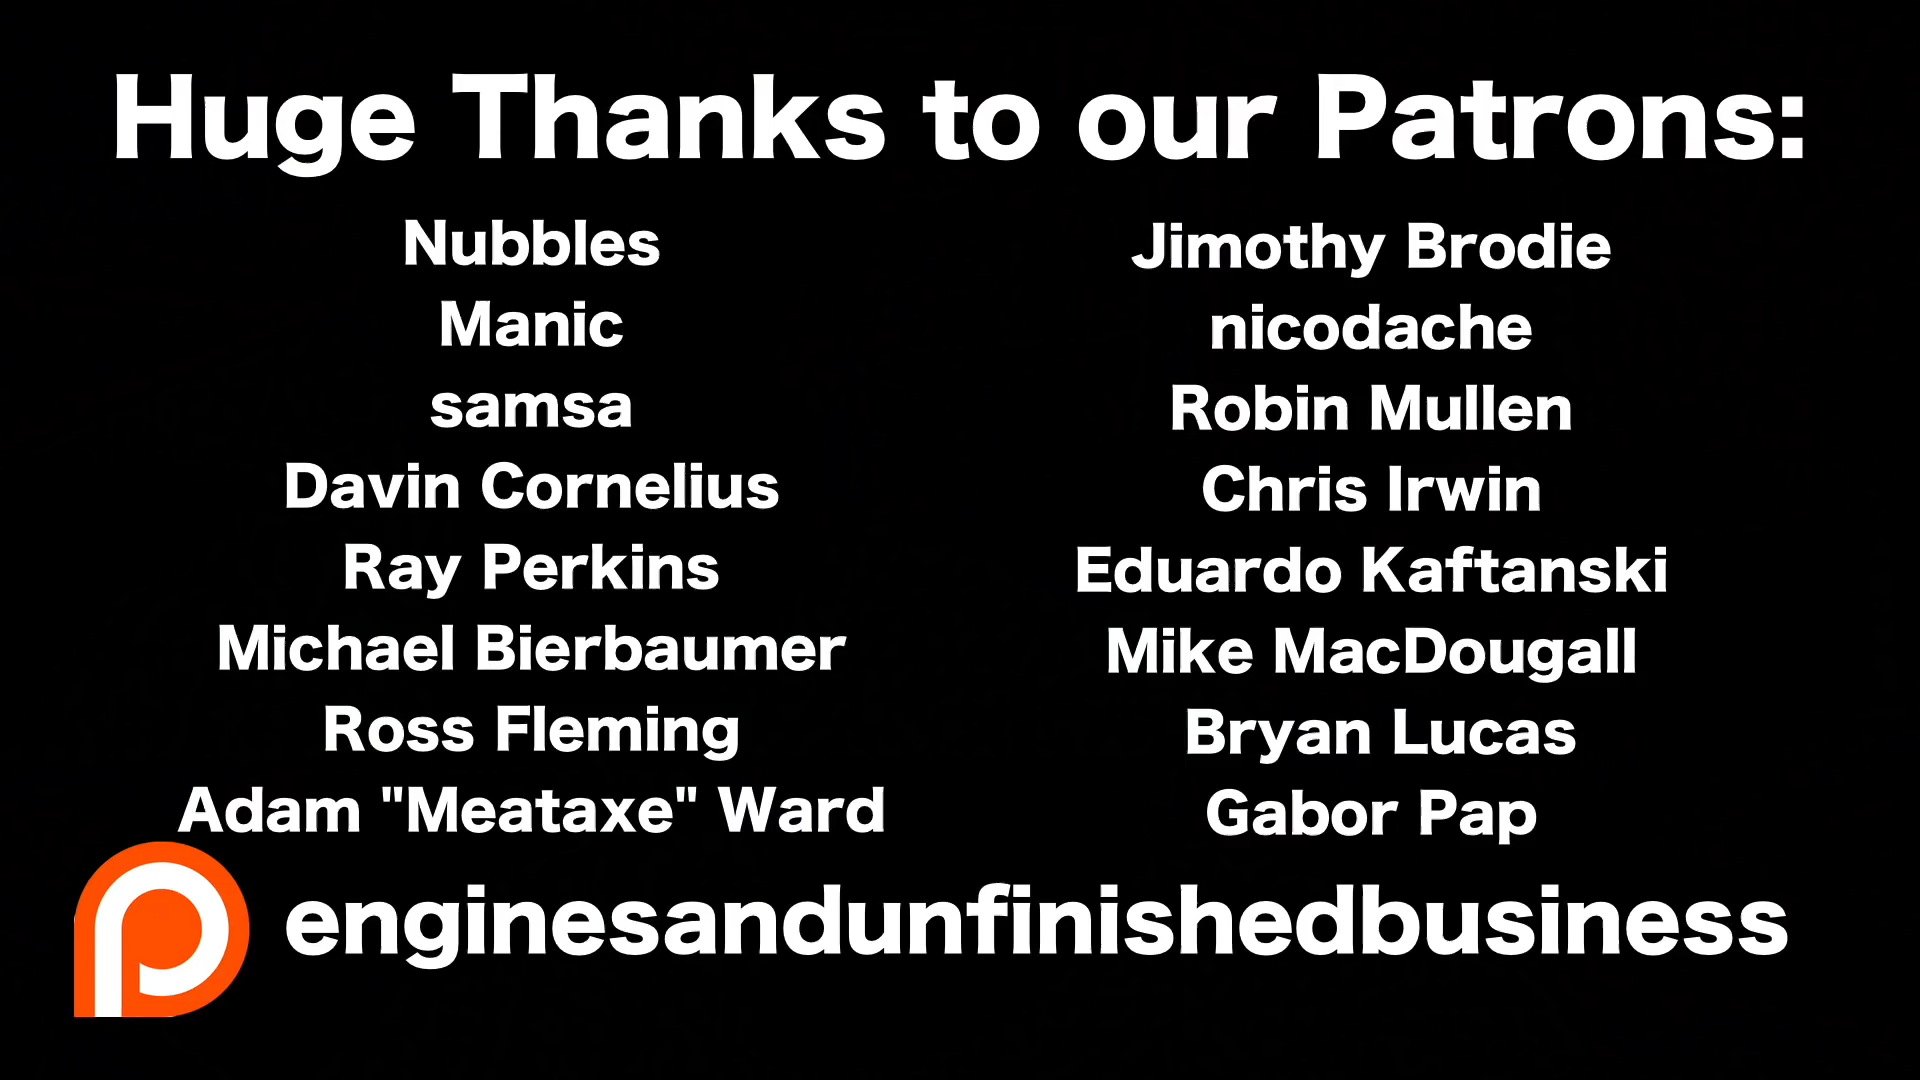 Huge Thanks to our Patrons:
Nubbles
Manic
samsa
Davin Cornelius
Ray Perkins
Michael Bierbaumer
Ross Fleming
Adam "Meataxe" Ward
Jimothy Brodie
nicodache
Robin Mullen
Chris Irwin
Eduardo Kaftanski
Mike MacDougall
Bryan Lucas
Gabor Pap
enginesandunfinishedbusiness